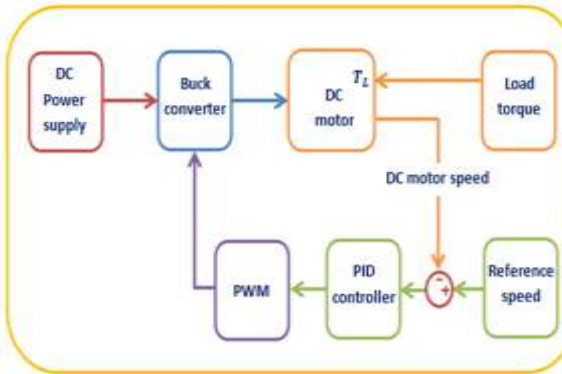 DC
Power
supply
Buck
converter
T_L
DC
motor
Load
torque
DC motor speed
PWM
PID
controller
-
+
Reference
speed